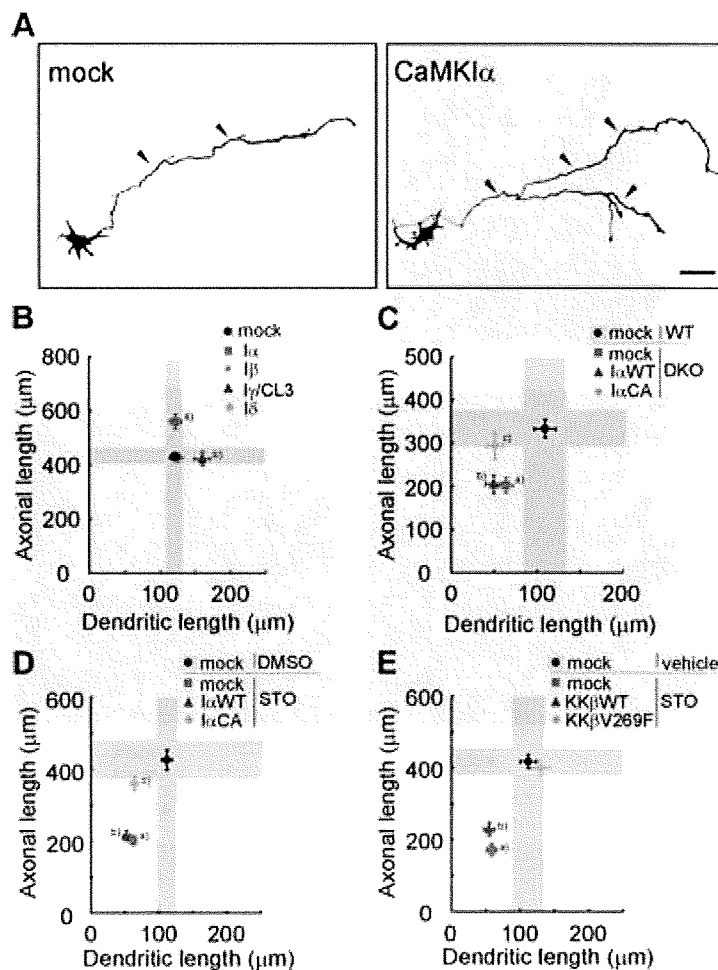 A
mock
CaMKIα
B
mock
Iα
Iβ
Iγ/CL3
Iδ
800
600
400
200
0
Axonal length (μm)
0 100 200
Dendritic length (μm)
C
mock WT
mock
IαWT DKO
IαCA
500
400
300
200
100
0
Axonal length (μm)
0 100 200
Dendritic length (μm)
D
mock DMSO
mock
IαWT STO
IαCA
600
400
200
0
Axonal length (μm)
0 100 200
Dendritic length (μm)
E
mock vehicle
mock
KKβWT STO
KKβV269F
600
400
200
0
Axonal length (μm)
0 100 200
Dendritic length (μm)